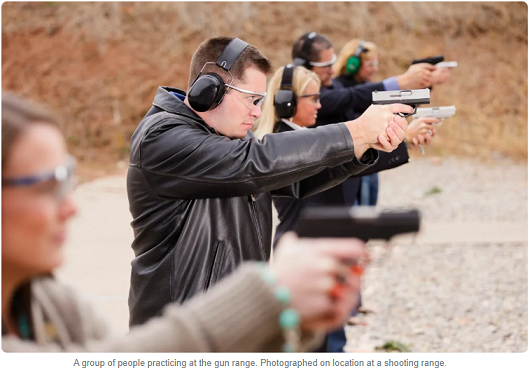 A group of people practicing at the gun range. Photographed on location at a shooting range.